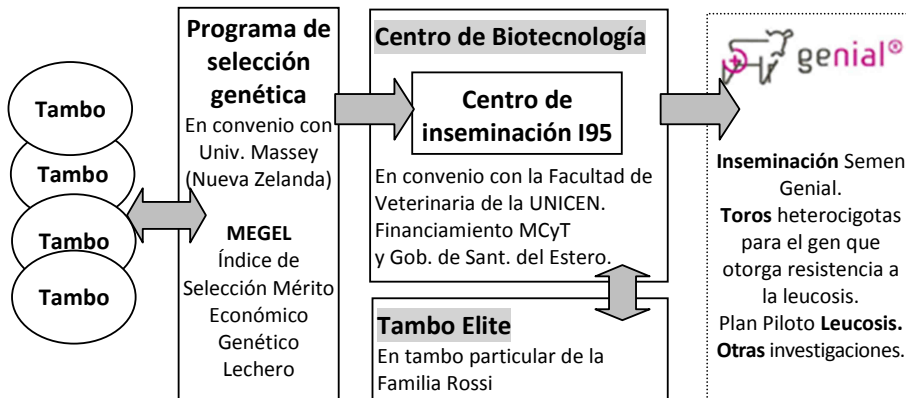 Tambo
Tambo
Tambo
Tambo
Programa de
selección
genética
En convenio con
Univ. Massey
(Nueva Zelanda)
MEGEL
Índice de
Selección Mérito
Económico
Genético
Lechero
Centro de Biotecnología
Centro de
inseminación I95
En convenio con la Facultad de
Veterinaria de la UNICEN.
Financiamiento MCyT
y Gob. de Sant. del Estero.
Tambo Elite
En tambo particular de la
Familia Rossi
genial®
Inseminación Semen
Genial.
Toros heterocigotas
para el gen que
otorga resistencia a
la leucosis.
Plan Piloto Leucosis.
Otras investigaciones.